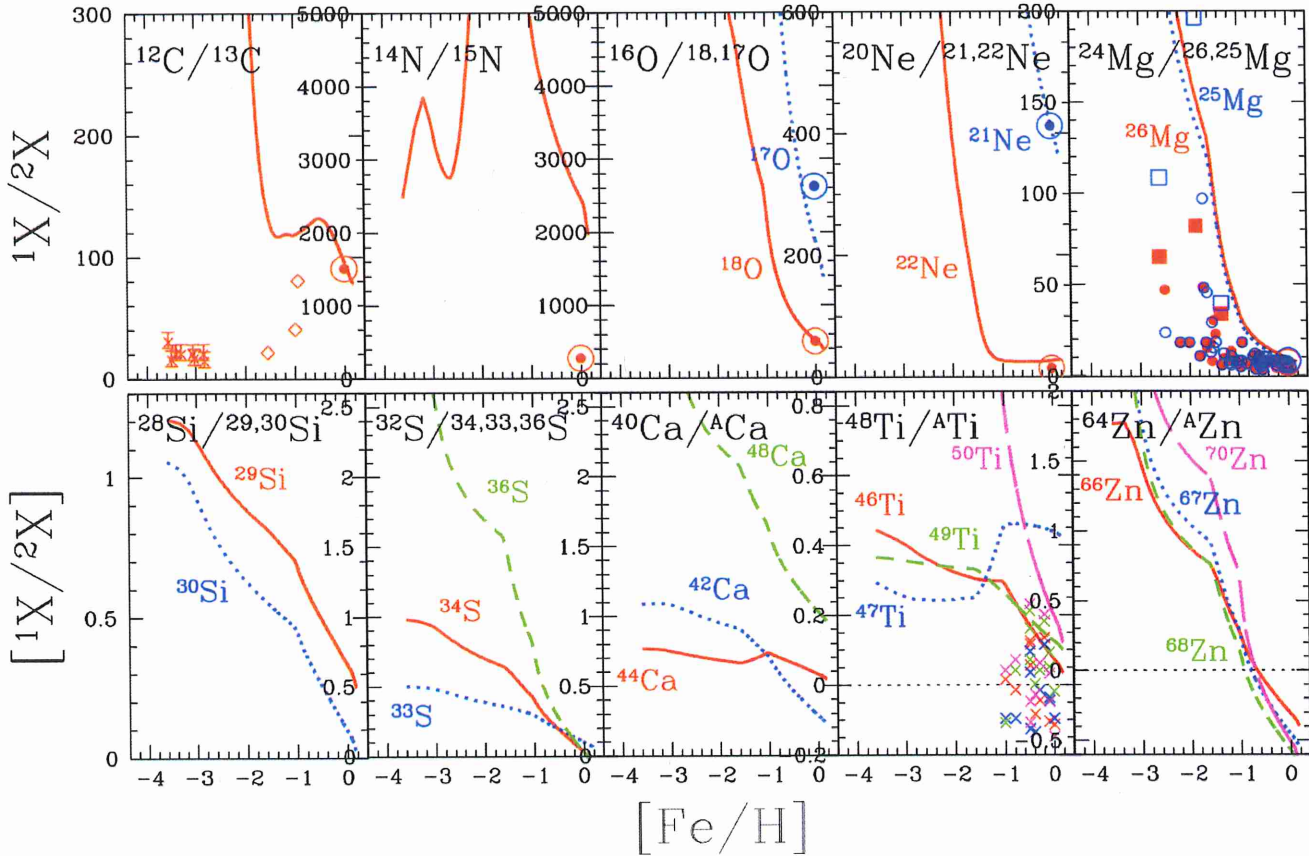 ¹X/²X
300
200
100
0
¹²C/¹³C
5000
4000
3000
2000
1000
0
¹⁴N/¹⁵N
5000
4000
3000
2000
1000
0
¹⁶O/¹⁸,¹⁷O
¹⁷O
¹⁸O
600
400
200
0
²⁰Ne/²¹,²²Ne
²¹Ne
²²Ne
300
200
100
0
²⁴Mg/²⁶,²⁵Mg
²⁵Mg
²⁶Mg
150
100
50
0
[¹X/²X]
1
0.5
0
²⁸Si/²⁹,³⁰Si
²⁹Si
³⁰Si
2.5
2
1.5
1
0.5
0
³²S/³⁴,³³,³⁶S
³⁶S
³⁴S
³³S
2.5
2
1.5
1
0.5
0
⁴⁰Ca/ᴬCa
⁴⁸Ca
⁴²Ca
⁴⁴Ca
0.8
0.6
0.4
0.2
0
0.2
⁴⁸Ti/ᴬTi
⁵⁰Ti
⁴⁶Ti
⁴⁹Ti
⁴⁷Ti
1.5
1
0.5
0
0.5
⁶⁴Zn/ᴬZn
⁷⁰Zn
⁶⁶Zn
⁶⁷Zn
⁶⁸Zn
−4 −3 −2 −1 0
−4 −3 −2 −1 0
−4 −3 −2 −1 0
−4 −3 −2 −1 0
−4 −3 −2 −1 0
[Fe/H]